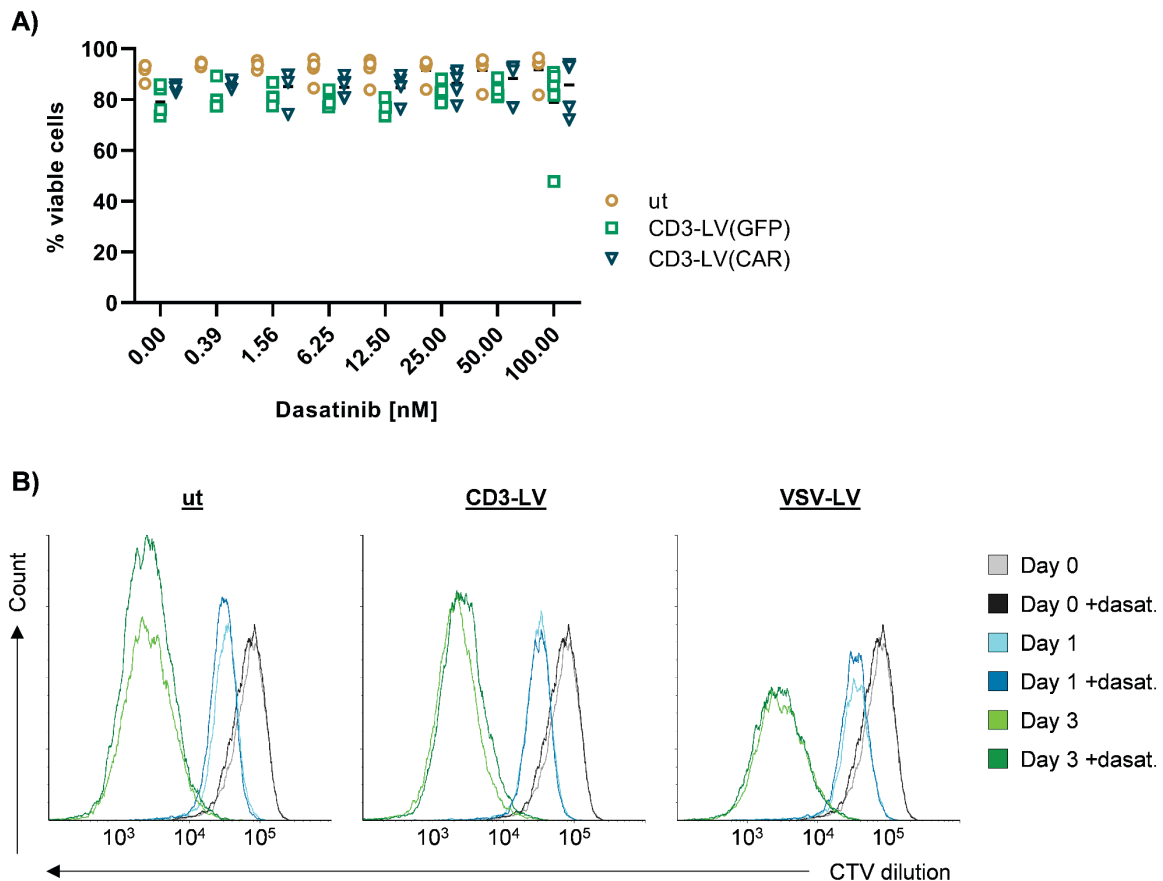 A)
% viable cells
100
80
60
40
20
0
0.00 0.39 1.56 6.25 12.50 25.00 50.00 100.00
Dasatinib [nM]
ut
CD3-LV(GFP)
CD3-LV(CAR)
B)
ut CD3-LV VSV-LV
Count
10³ 10⁴ 10⁵ 10³ 10⁴ 10⁵ 10³ 10⁴ 10⁵
CTV dilution
Day 0
Day 0 +dasat.
Day 1
Day 1 +dasat.
Day 3
Day 3 +dasat.